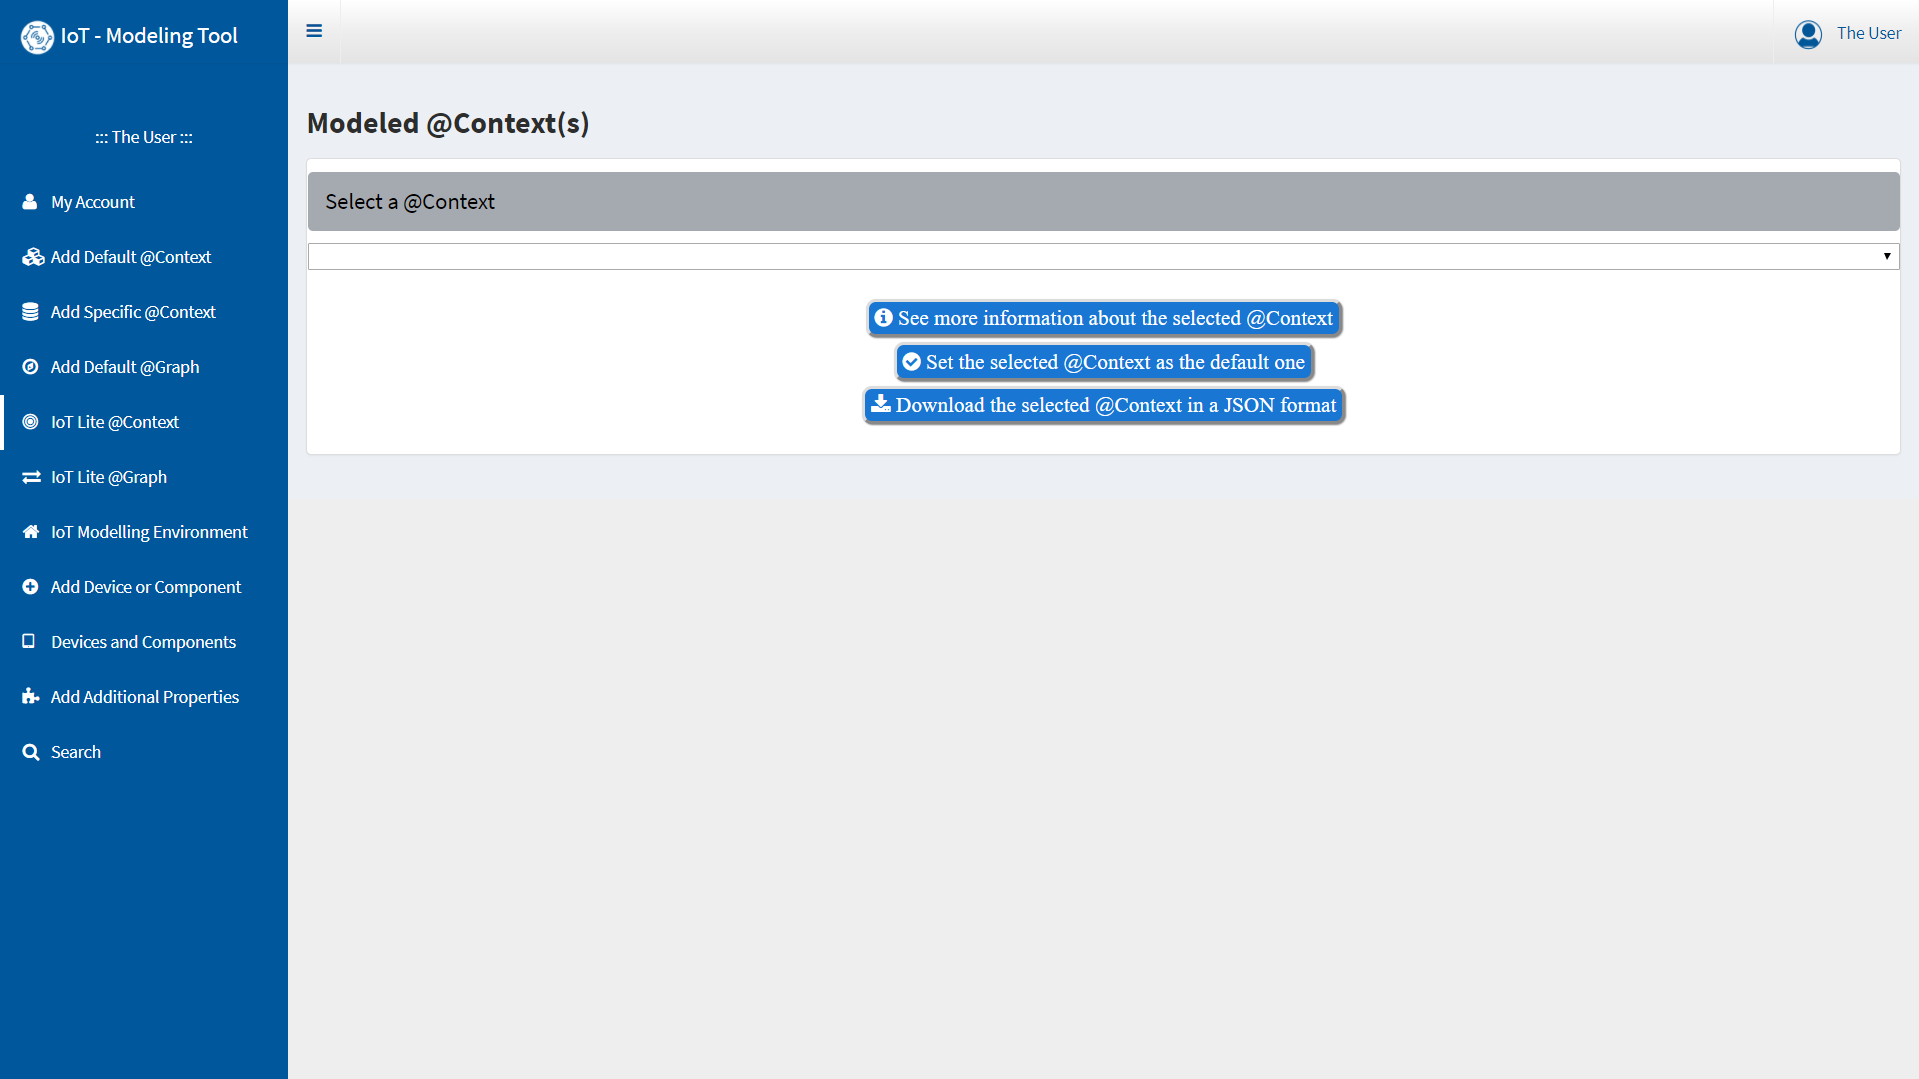 IoT - Modeling Tool
The User
::: The User :::
My Account
Add Default @Context
Add Specific @Context
Add Default @Graph
IoT Lite @Context
IoT Lite @Graph
IoT Modelling Environment
Add Device or Component
Devices and Components
Add Additional Properties
Search
Modeled @Context(s)
Select a @Context
See more information about the selected @Context
Set the selected @Context as the default one
Download the selected @Context in a JSON format